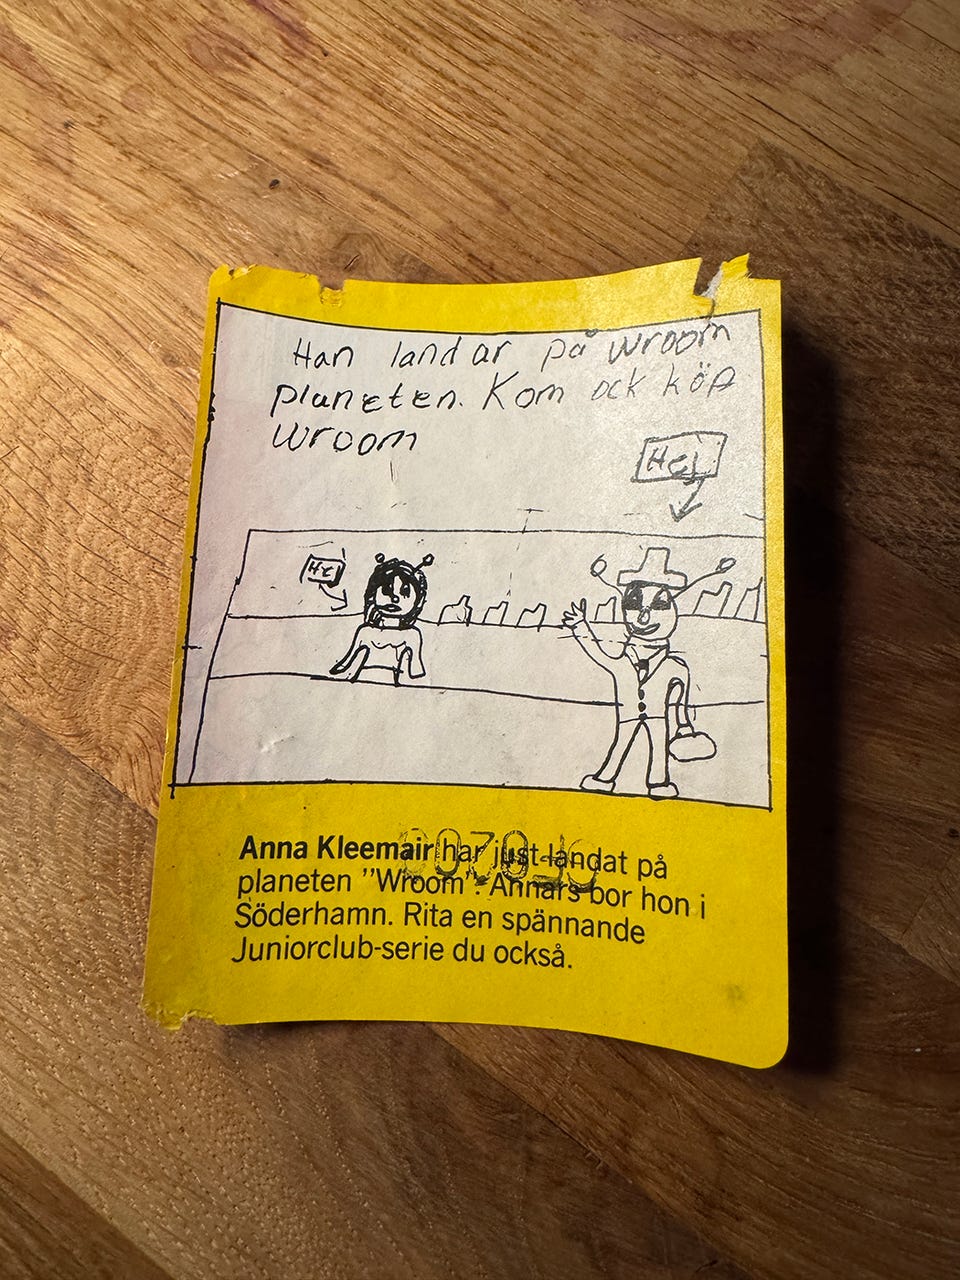 Han landar på wroom
planeten. Kom ock köp
wroom
Hej
Hej
Anna Kleemair har just landat på
planeten "Wroom". Annars bor hon i
Söderhamn. Rita en spännande
Juniorclub-serie du också.